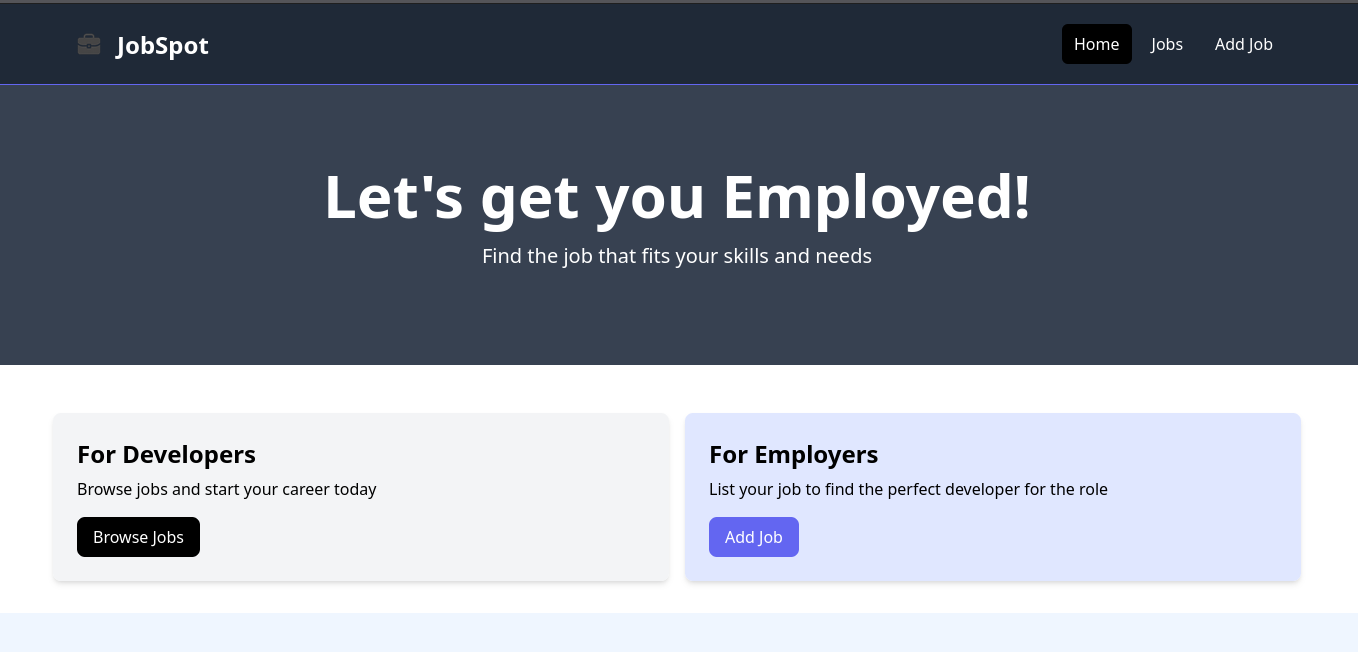 JobSpot
Home
Jobs
Add Job
Let's get you Employed!
Find the job that fits your skills and needs
For Developers
Browse jobs and start your career today
Browse Jobs
For Employers
List your job to find the perfect developer for the role
Add Job